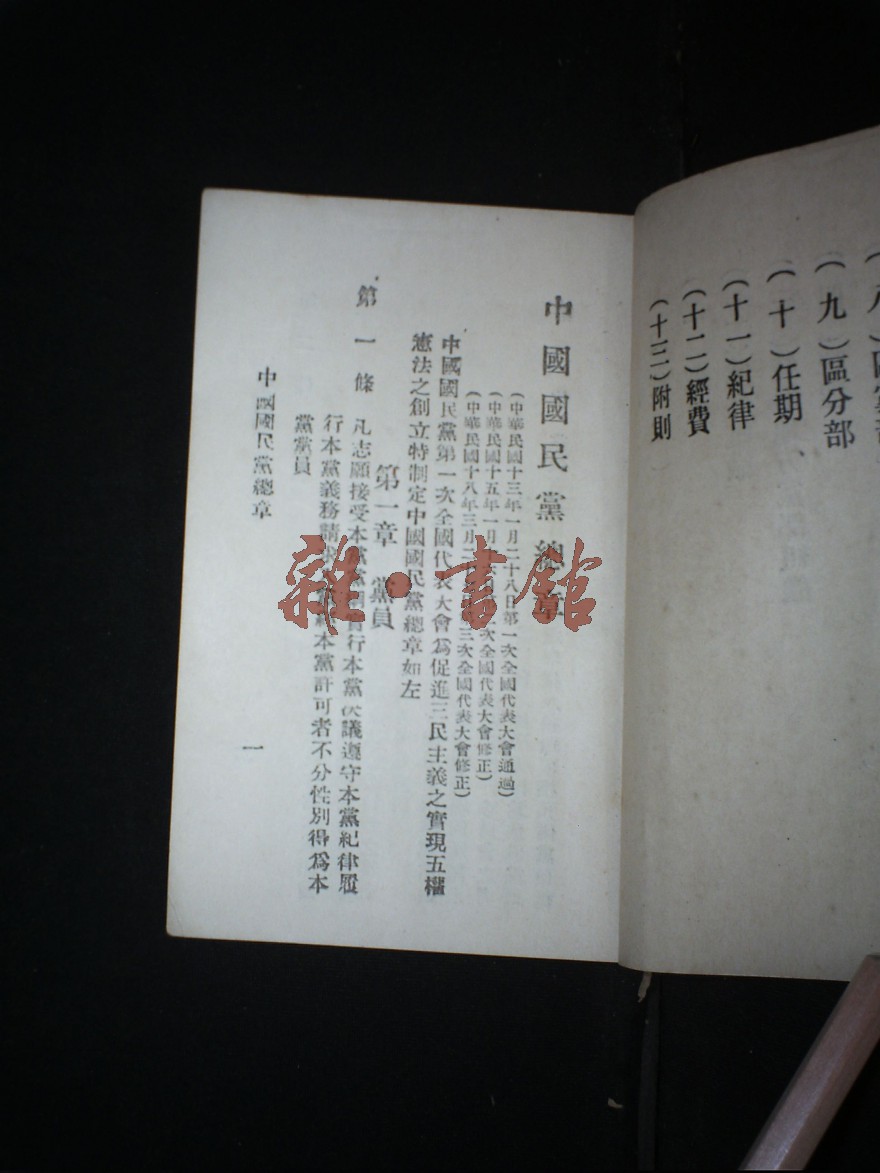 附則
(十三)
(十二)經費
(十一)紀律
(十)任期、
(九)區分部
中國國民黨總章
(中華民國十三年一月二十八日第一次全國代表大會通過)
(中華民國十五年一月 次全國代表大會修正)
(中華民國十八年三月二 三次全國代表大會修正)
中國國民黨第一次全國代表大會爲促進三民主義之實現五權
憲法之創立特制定中國國民黨總章如左
第一章 黨員
第一條 凡志願接受本黨黨綱實行本黨決議遵守本黨紀律履
行本黨義務請求 本黨許可者不分性別得爲本
黨黨員
中國國民黨總章
一
雜·書館